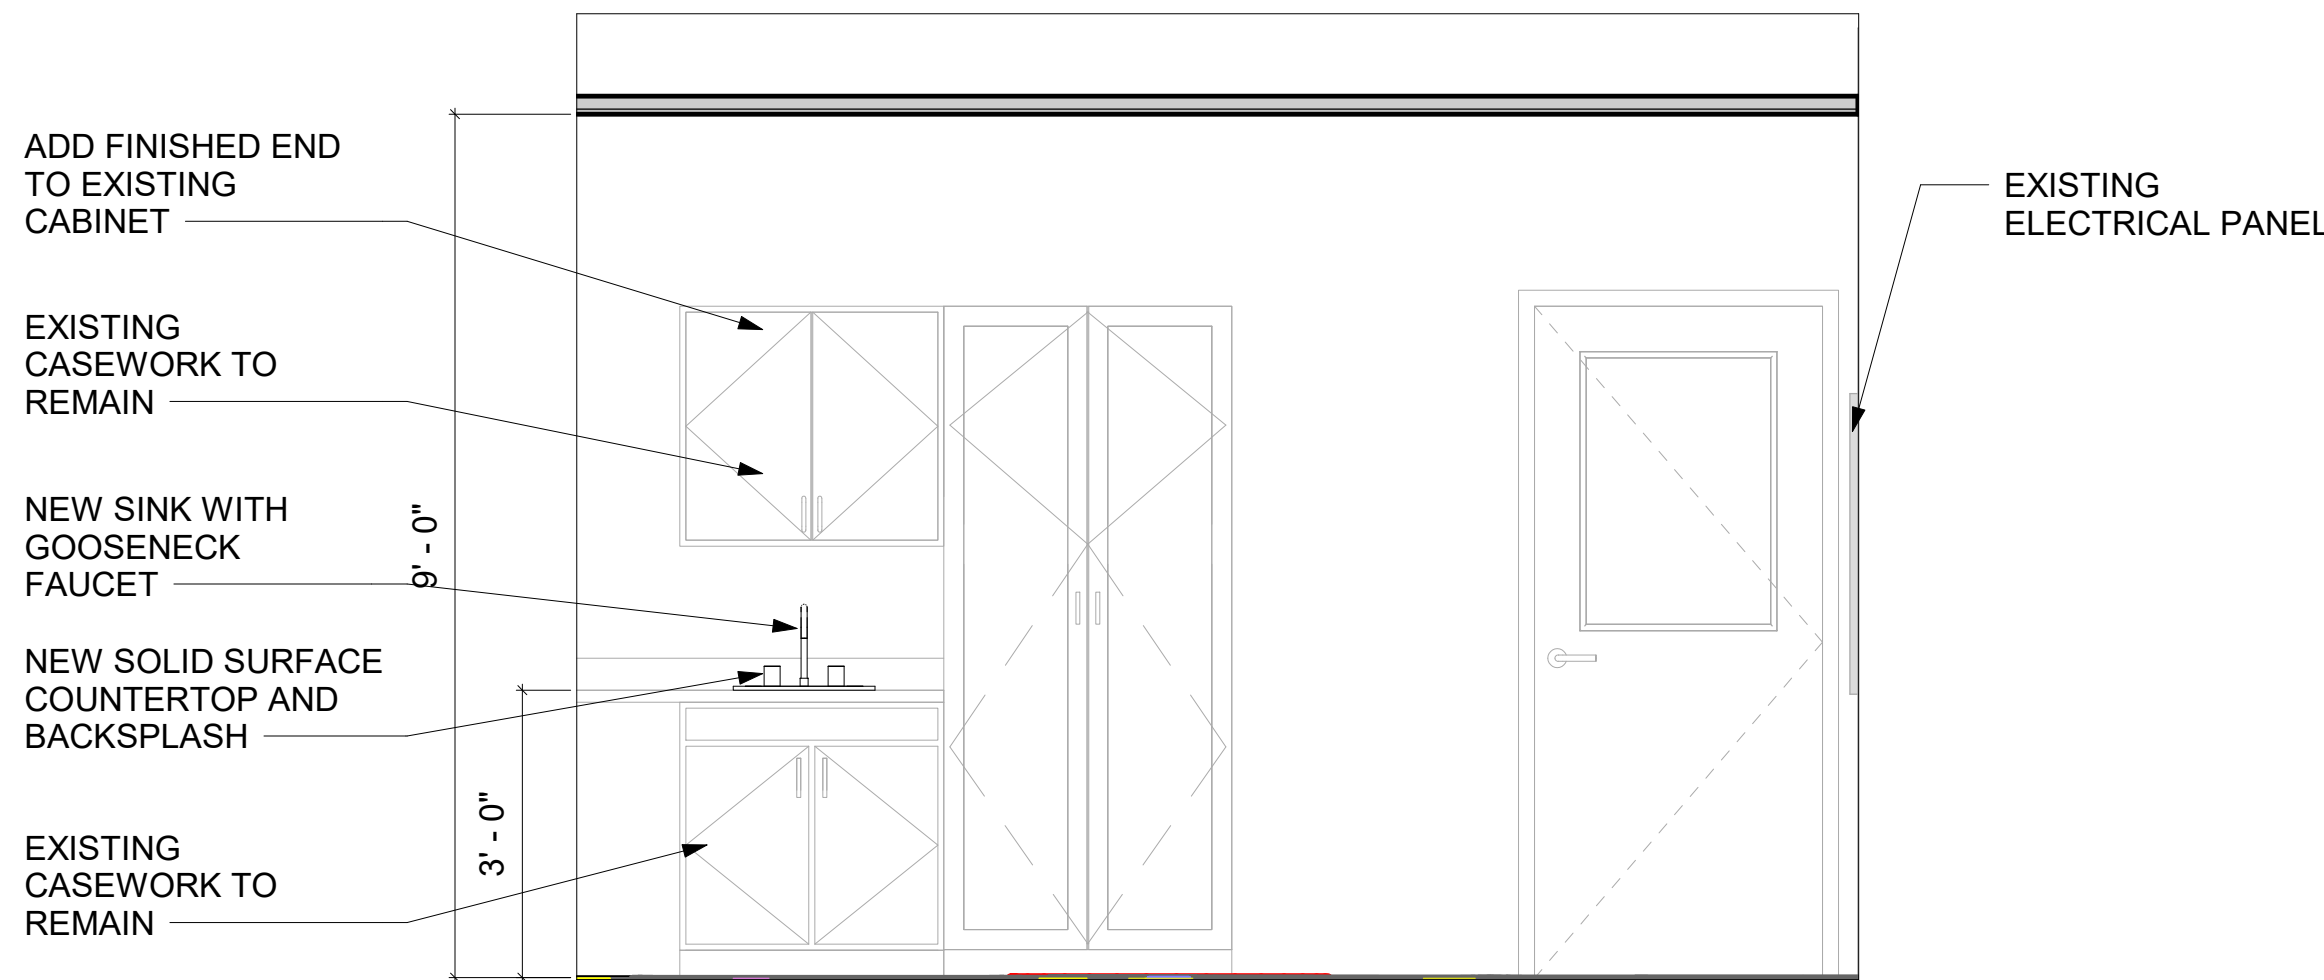 ADD FINISHED END
TO EXISTING
CABINET
EXISTING
CASEWORK TO
REMAIN
NEW SINK WITH
GOOSENECK
FAUCET
NEW SOLID SURFACE
COUNTERTOP AND
BACKSPLASH
EXISTING
CASEWORK TO
REMAIN
9' - 0"
3' - 0"
EXISTING
ELECTRICAL PANEL